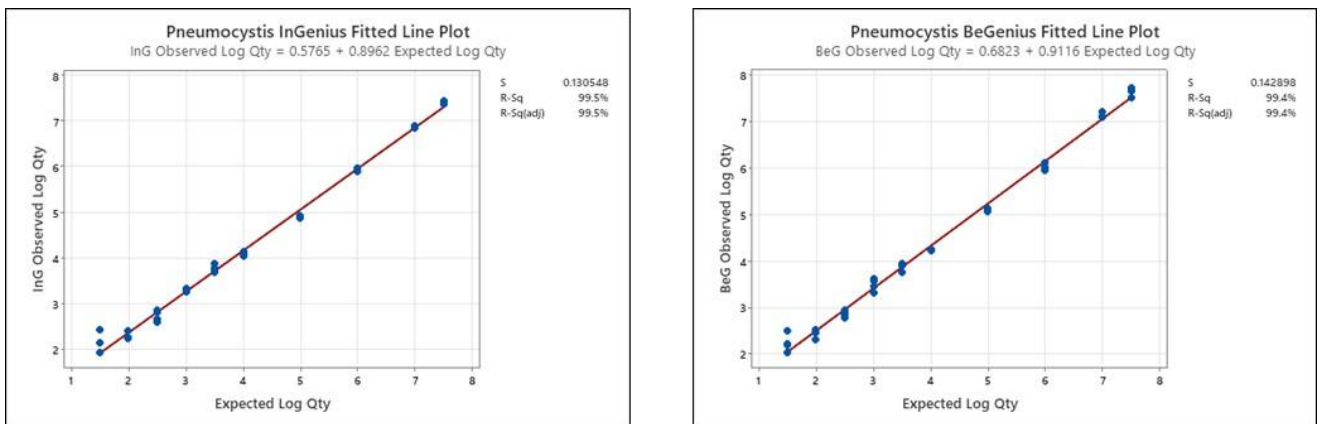 Pneumocystis InGenius Fitted Line Plot
InG Observed Log Qty = 0.5765 + 0.8962 Expected Log Qty
S 0.130548
R-Sq 99.5%
R-Sq(adj) 99.5%
InG Observed Log Qty
8
7
6
5
4
3
2
1 2 3 4 5 6 7 8
Expected Log Qty
Pneumocystis BeGenius Fitted Line Plot
BeG Observed Log Qty = 0.6823 + 0.9116 Expected Log Qty
S 0.142898
R-Sq 99.4%
R-Sq(adj) 99.4%
BeG Observed Log Qty
8
7
6
5
4
3
2
1 2 3 4 5 6 7 8
Expected Log Qty